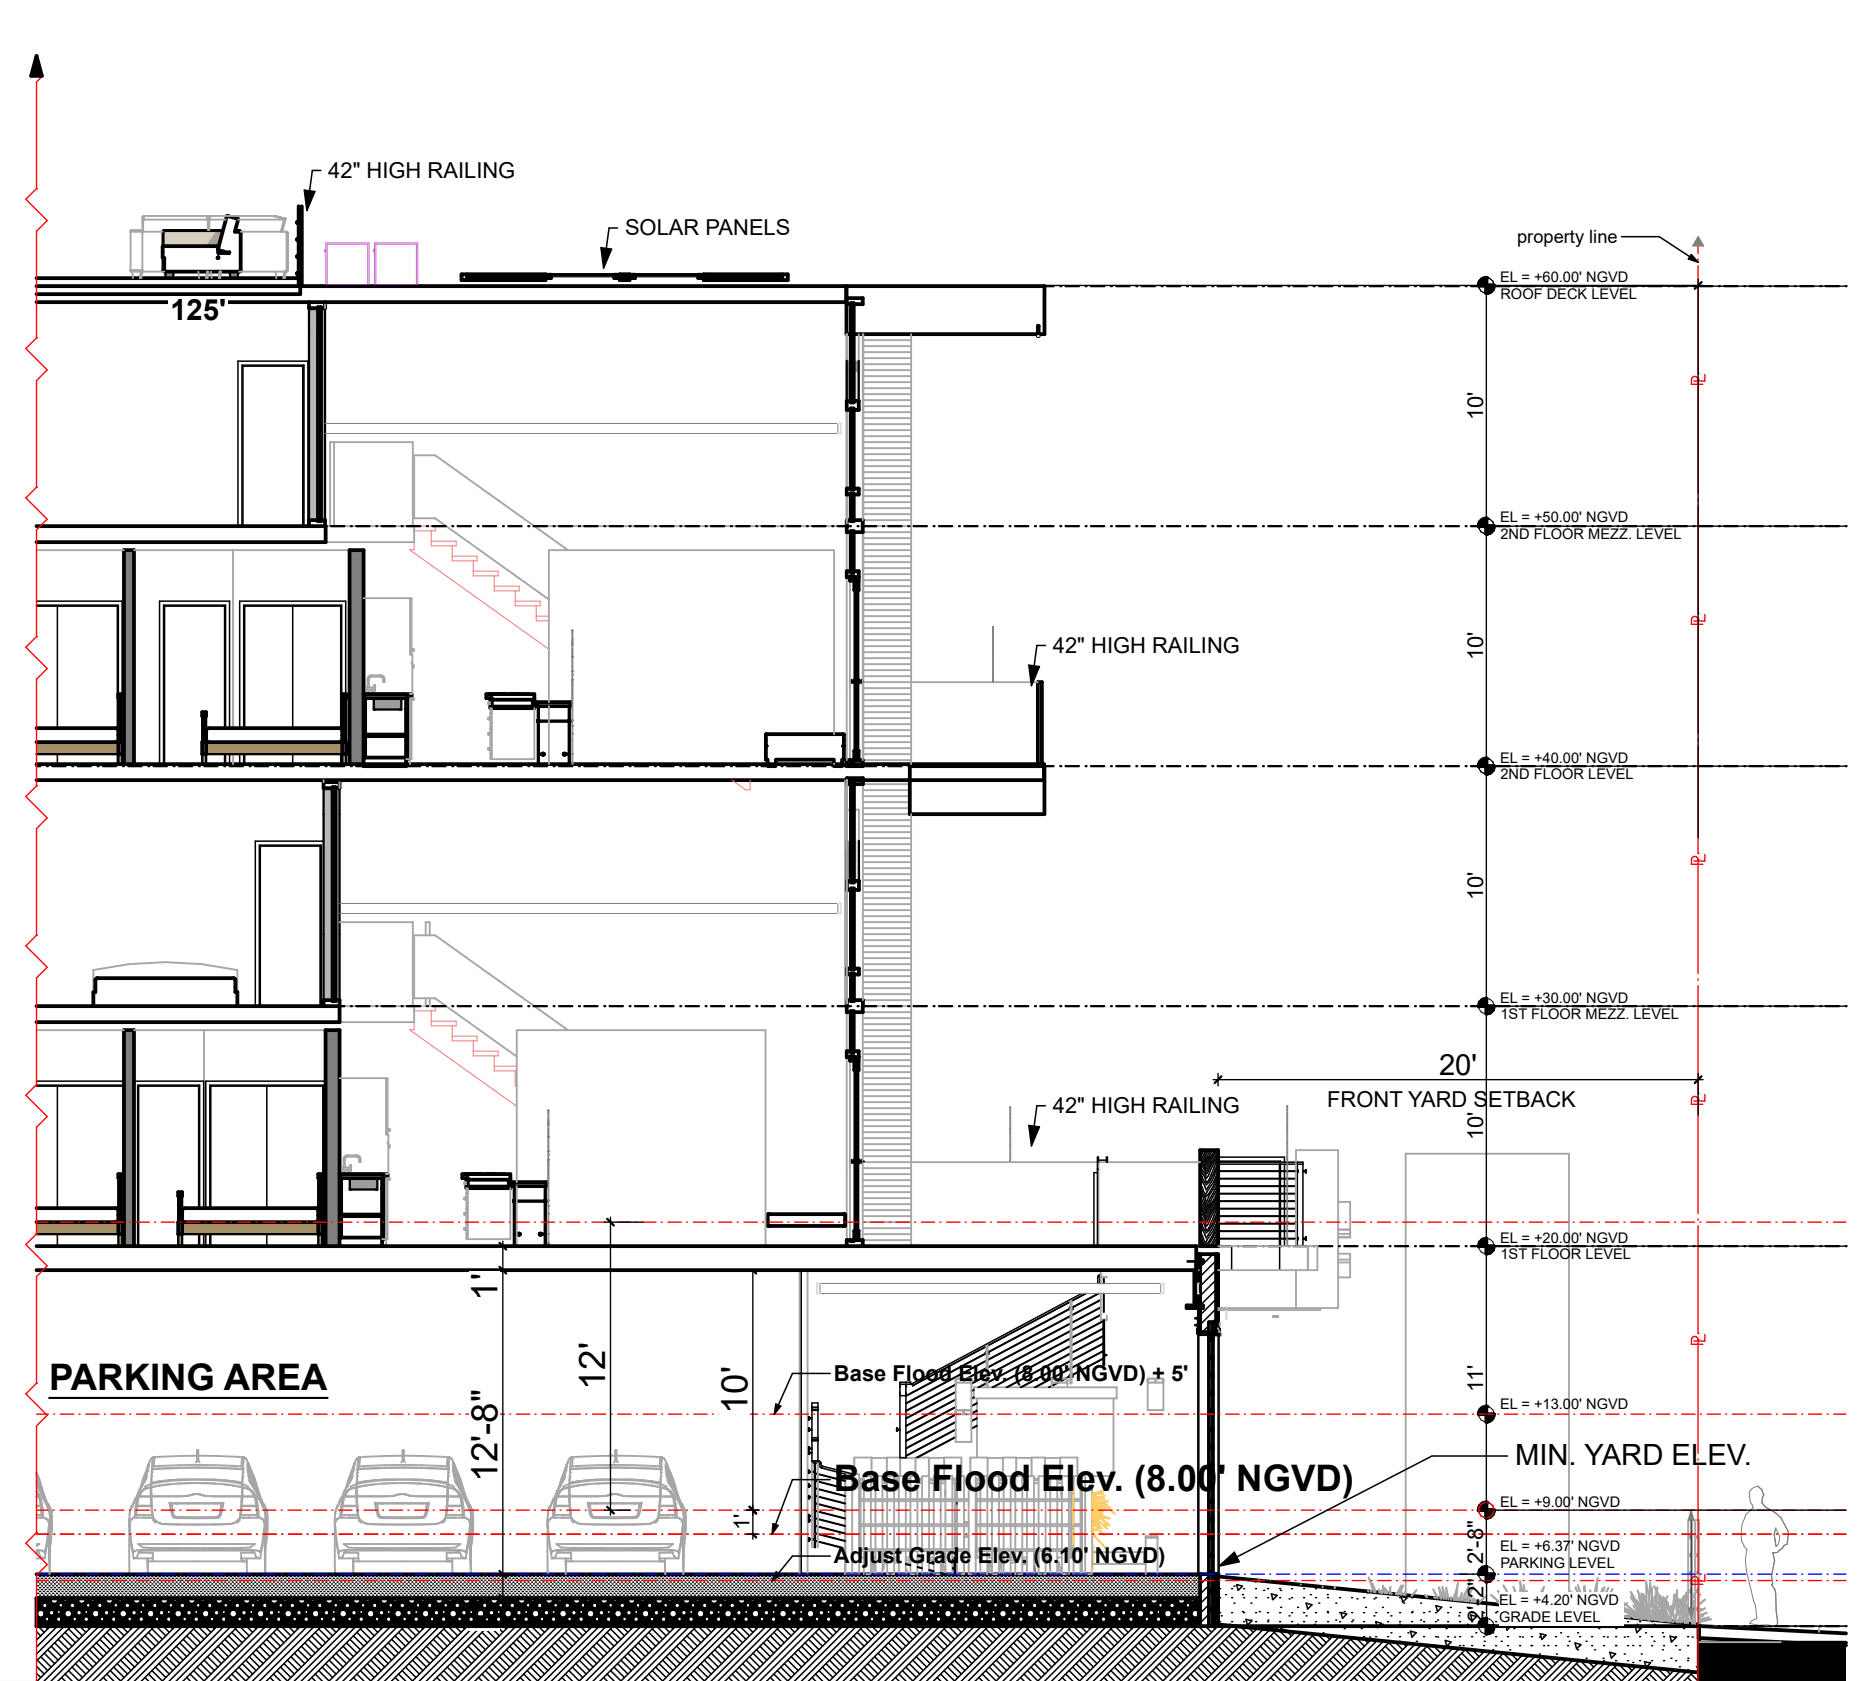 42" HIGH RAILING
SOLAR PANELS
property line
EL = +60.00' NGVD
ROOF DECK LEVEL
125'
10'
EL = +50.00' NGVD
2ND FLOOR MEZZ. LEVEL
10'
42" HIGH RAILING
EL = +40.00' NGVD
2ND FLOOR LEVEL
10'
EL = +30.00' NGVD
1ST FLOOR MEZZ. LEVEL
20'
FRONT YARD SETBACK
42" HIGH RAILING
10'
EL = +20.00' NGVD
1ST FLOOR LEVEL
1'
12'
10'
11'
PARKING AREA
Base Flood Elev. (8.00' NGVD) + 5'
EL = +13.00' NGVD
12'-8"
MIN. YARD ELEV.
Base Flood Elev. (8.00' NGVD)
EL = +9.00' NGVD
1'
2'-8"
EL = +6.37' NGVD
PARKING LEVEL
Adjust Grade Elev. (6.10' NGVD)
2'-2"
EL = +4.20' NGVD
GRADE LEVEL